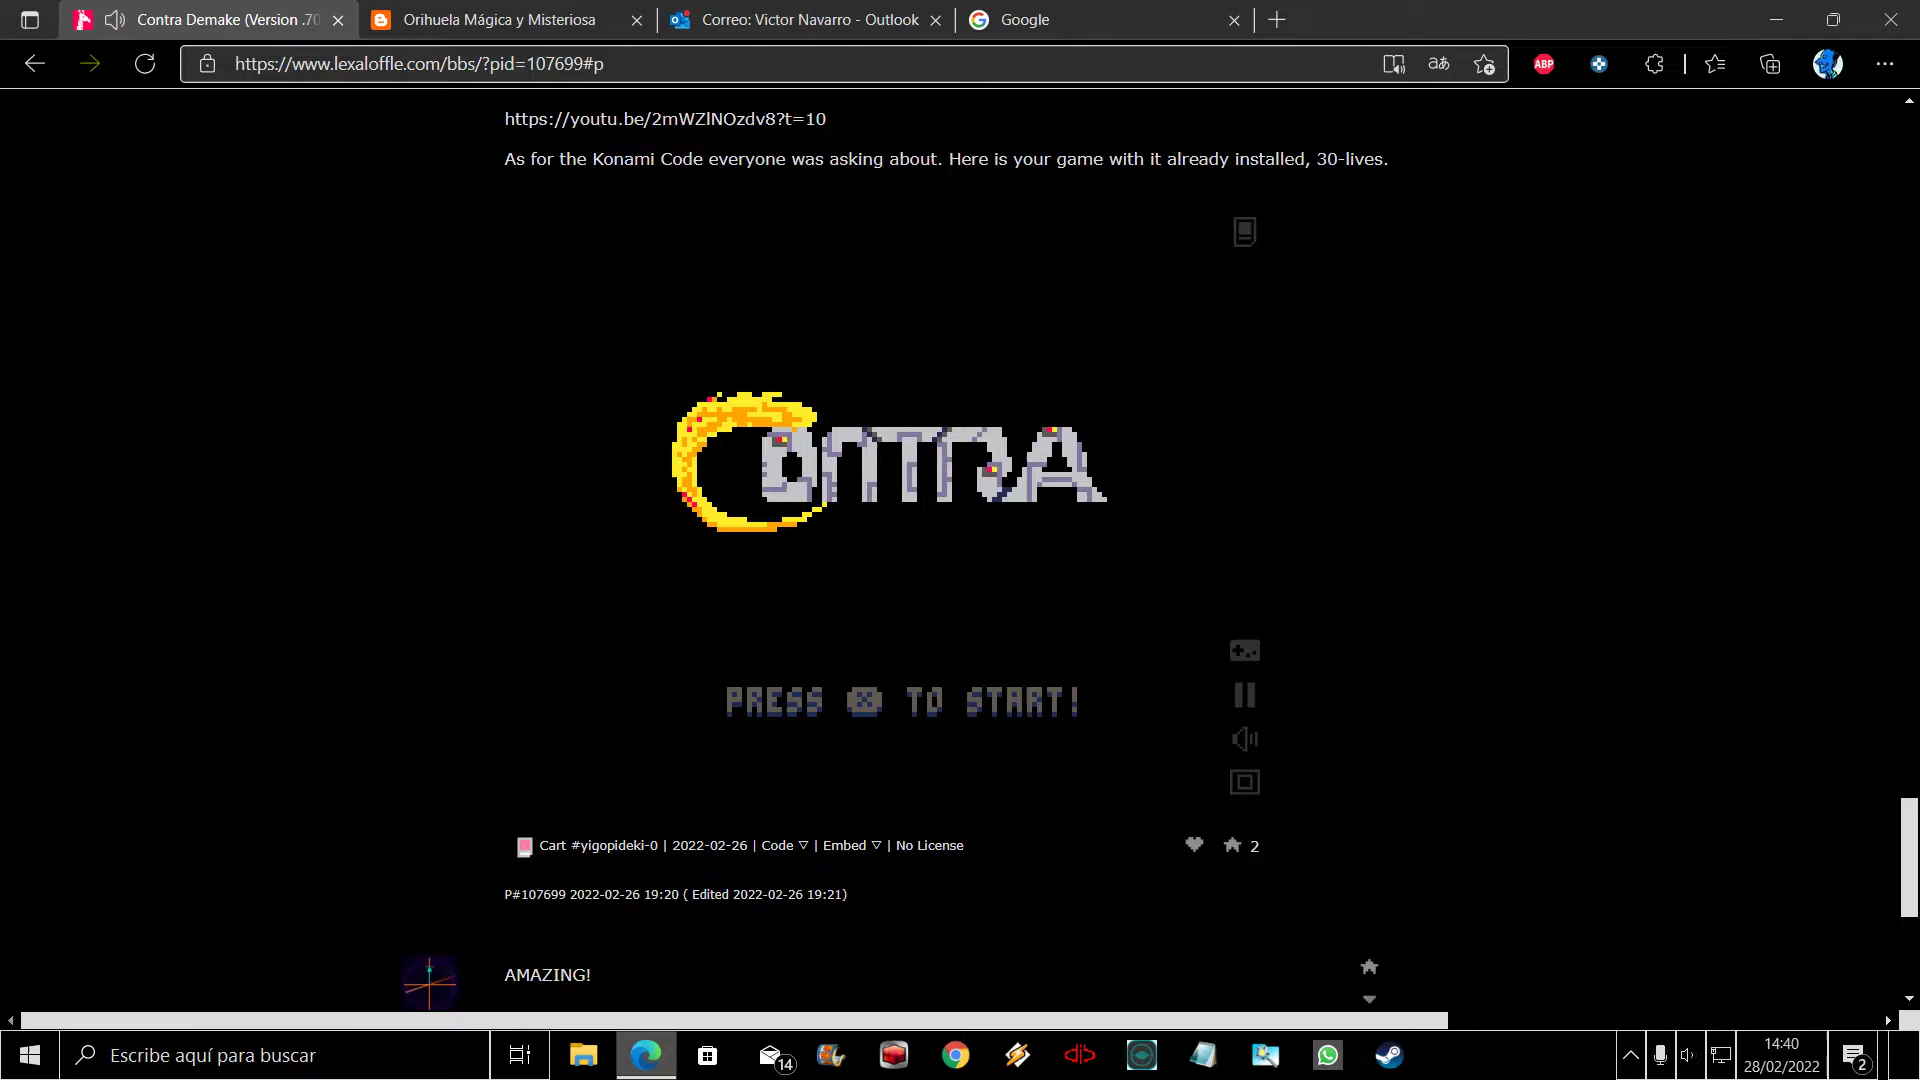 Contra Demake (Version .70
Orihuela Mágica y Misteriosa
Correo: Victor Navarro - Outlook
Google
https://www.lexaloffle.com/bbs/?pid=107699#p
aあ
ABP
https://youtu.be/2mWZlNOzdv8?t=10
As for the Konami Code everyone was asking about. Here is your game with it already installed, 30-lives.
CONTRA
PRESS ❎ TO START!
Cart #yigopideki-0 | 2022-02-26 | Code ▽ | Embed ▽ | No License
2
P#107699 2022-02-26 19:20 ( Edited 2022-02-26 19:21)
AMAZING!
Escribe aquí para buscar
14
14:40
28/02/2022
2